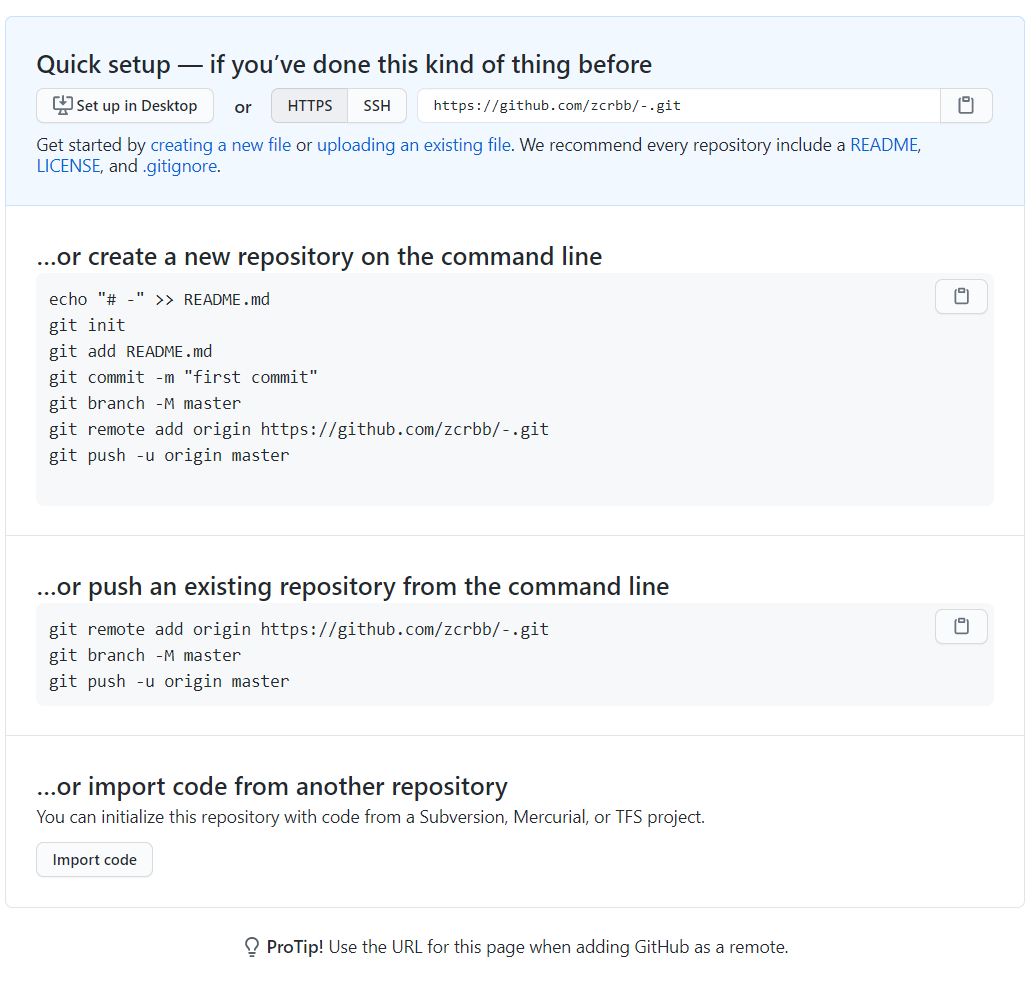 Quick setup — if you’ve done this kind of thing before
Set up in Desktop or HTTPS SSH https://github.com/zcrbb/-.git
Get started by creating a new file or uploading an existing file. We recommend every repository include a README,
LICENSE, and .gitignore.
…or create a new repository on the command line
echo "# -" >> README.md
git init
git add README.md
git commit -m "first commit"
git branch -M master
git remote add origin https://github.com/zcrbb/-.git
git push -u origin master
…or push an existing repository from the command line
git remote add origin https://github.com/zcrbb/-.git
git branch -M master
git push -u origin master
…or import code from another repository
You can initialize this repository with code from a Subversion, Mercurial, or TFS project.
Import code
ProTip! Use the URL for this page when adding GitHub as a remote.